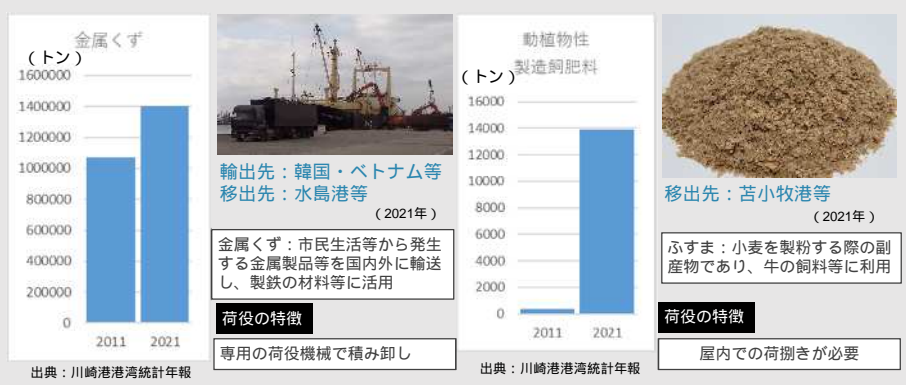 金属くず
（トン）
1600000
1400000
1200000
1000000
800000
600000
400000
200000
0
2011 2021
出典：川崎港港湾統計年報
輸出先：韓国・ベトナム等
移出先：水島港等
（2021年）
金属くず：市民生活等から発生
する金属製品等を国内外に輸送
し、製鉄の材料等に活用
荷役の特徴
専用の荷役機械で積み卸し
動植物性
製造飼肥料
（トン）
16000
14000
12000
10000
8000
6000
4000
2000
0
2011 2021
出典：川崎港港湾統計年報
移出先：苫小牧港等
（2021年）
ふすま：小麦を製粉する際の副
産物であり、牛の飼料等に利用
荷役の特徴
屋内での荷捌きが必要